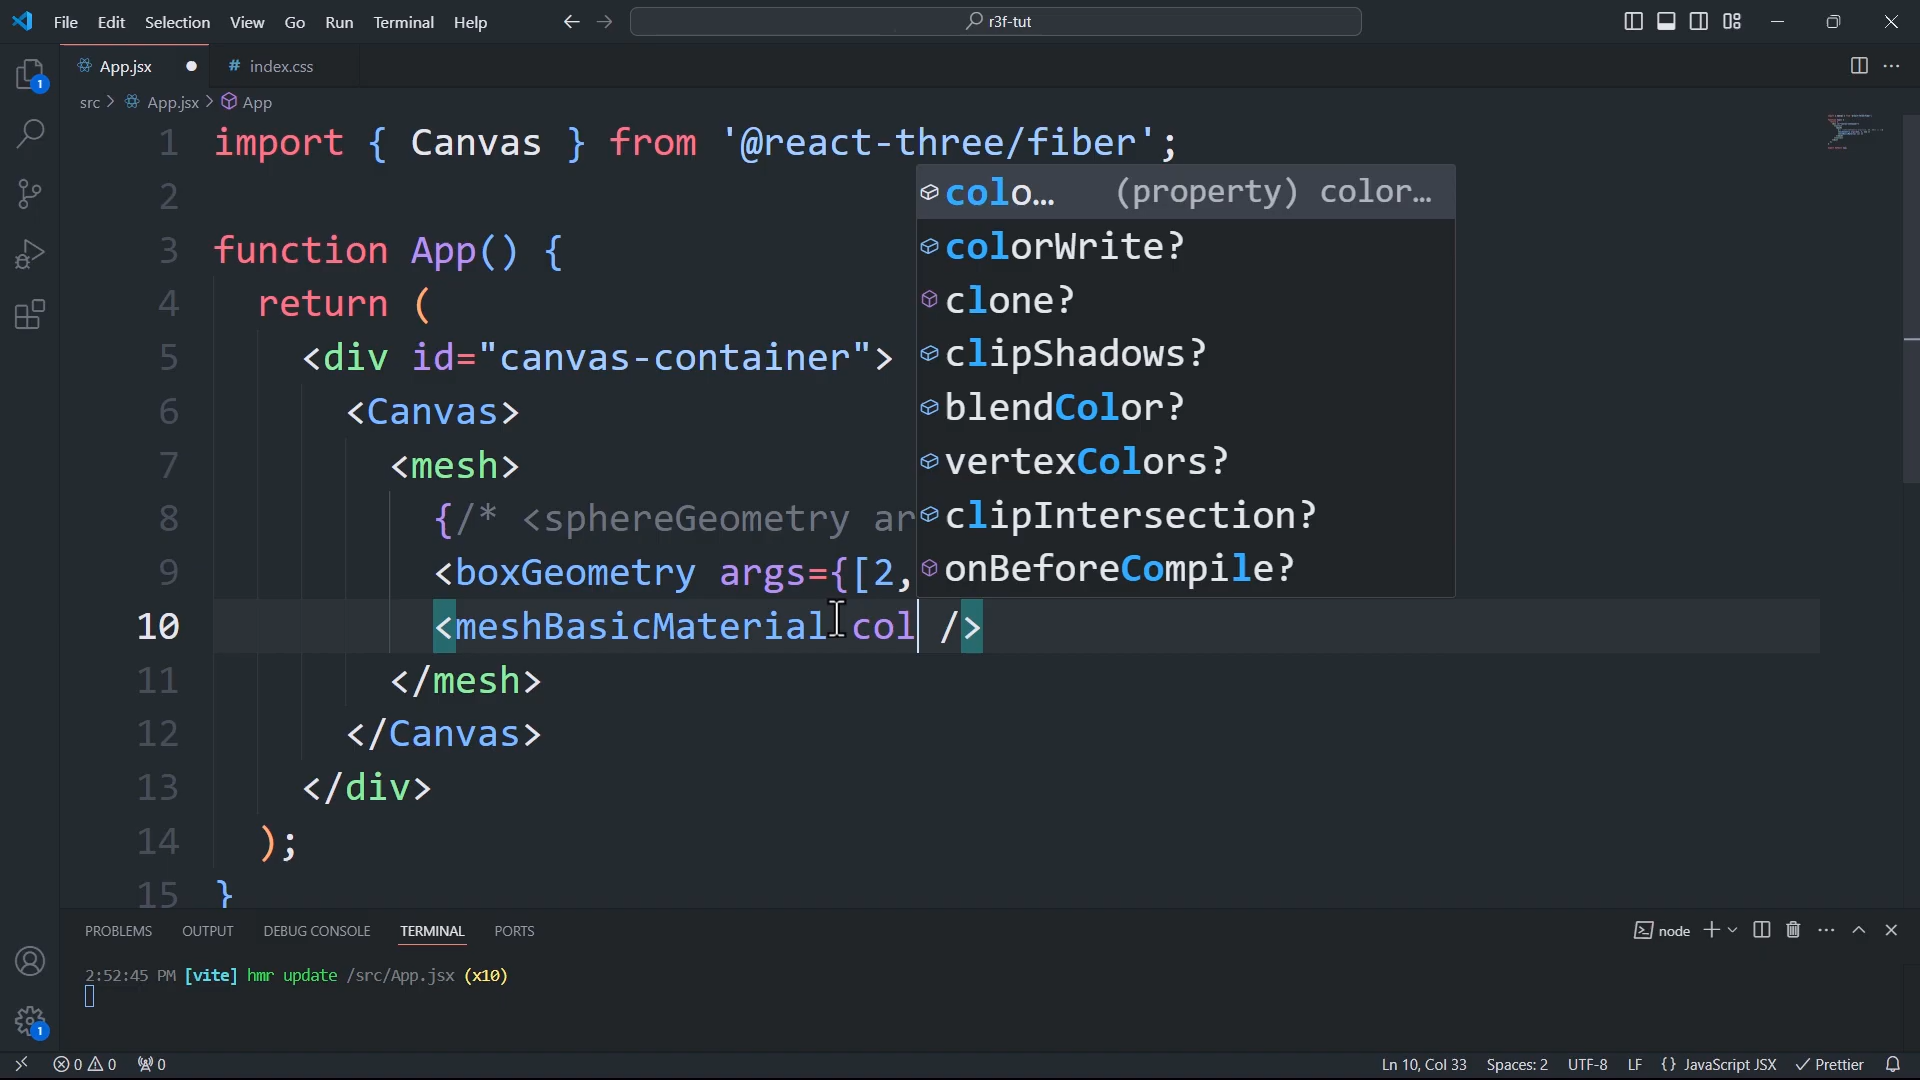 File Edit Selection View Go Run Terminal Help r3f-tut
App.jsx # index.css
src > App.jsx > App
1 import { Canvas } from '@react-three/fiber';
2
3 function App() {
4 return (
5 <div id="canvas-container">
6 <Canvas>
7 <mesh>
8 {/* <sphereGeometry ar
9 <boxGeometry args={[2,
10 <meshBasicMaterial col />
11 </mesh>
12 </Canvas>
13 </div>
14 );
15 }
colo… (property) color…
colorWrite?
clone?
clipShadows?
blendColor?
vertexColors?
clipIntersection?
onBeforeCompile?
1
1
PROBLEMS OUTPUT DEBUG CONSOLE TERMINAL PORTS node
2:52:45 PM [vite] hmr update /src/App.jsx (x10)
0 0 0 Ln 10, Col 33 Spaces: 2 UTF-8 LF {} JavaScript JSX Prettier